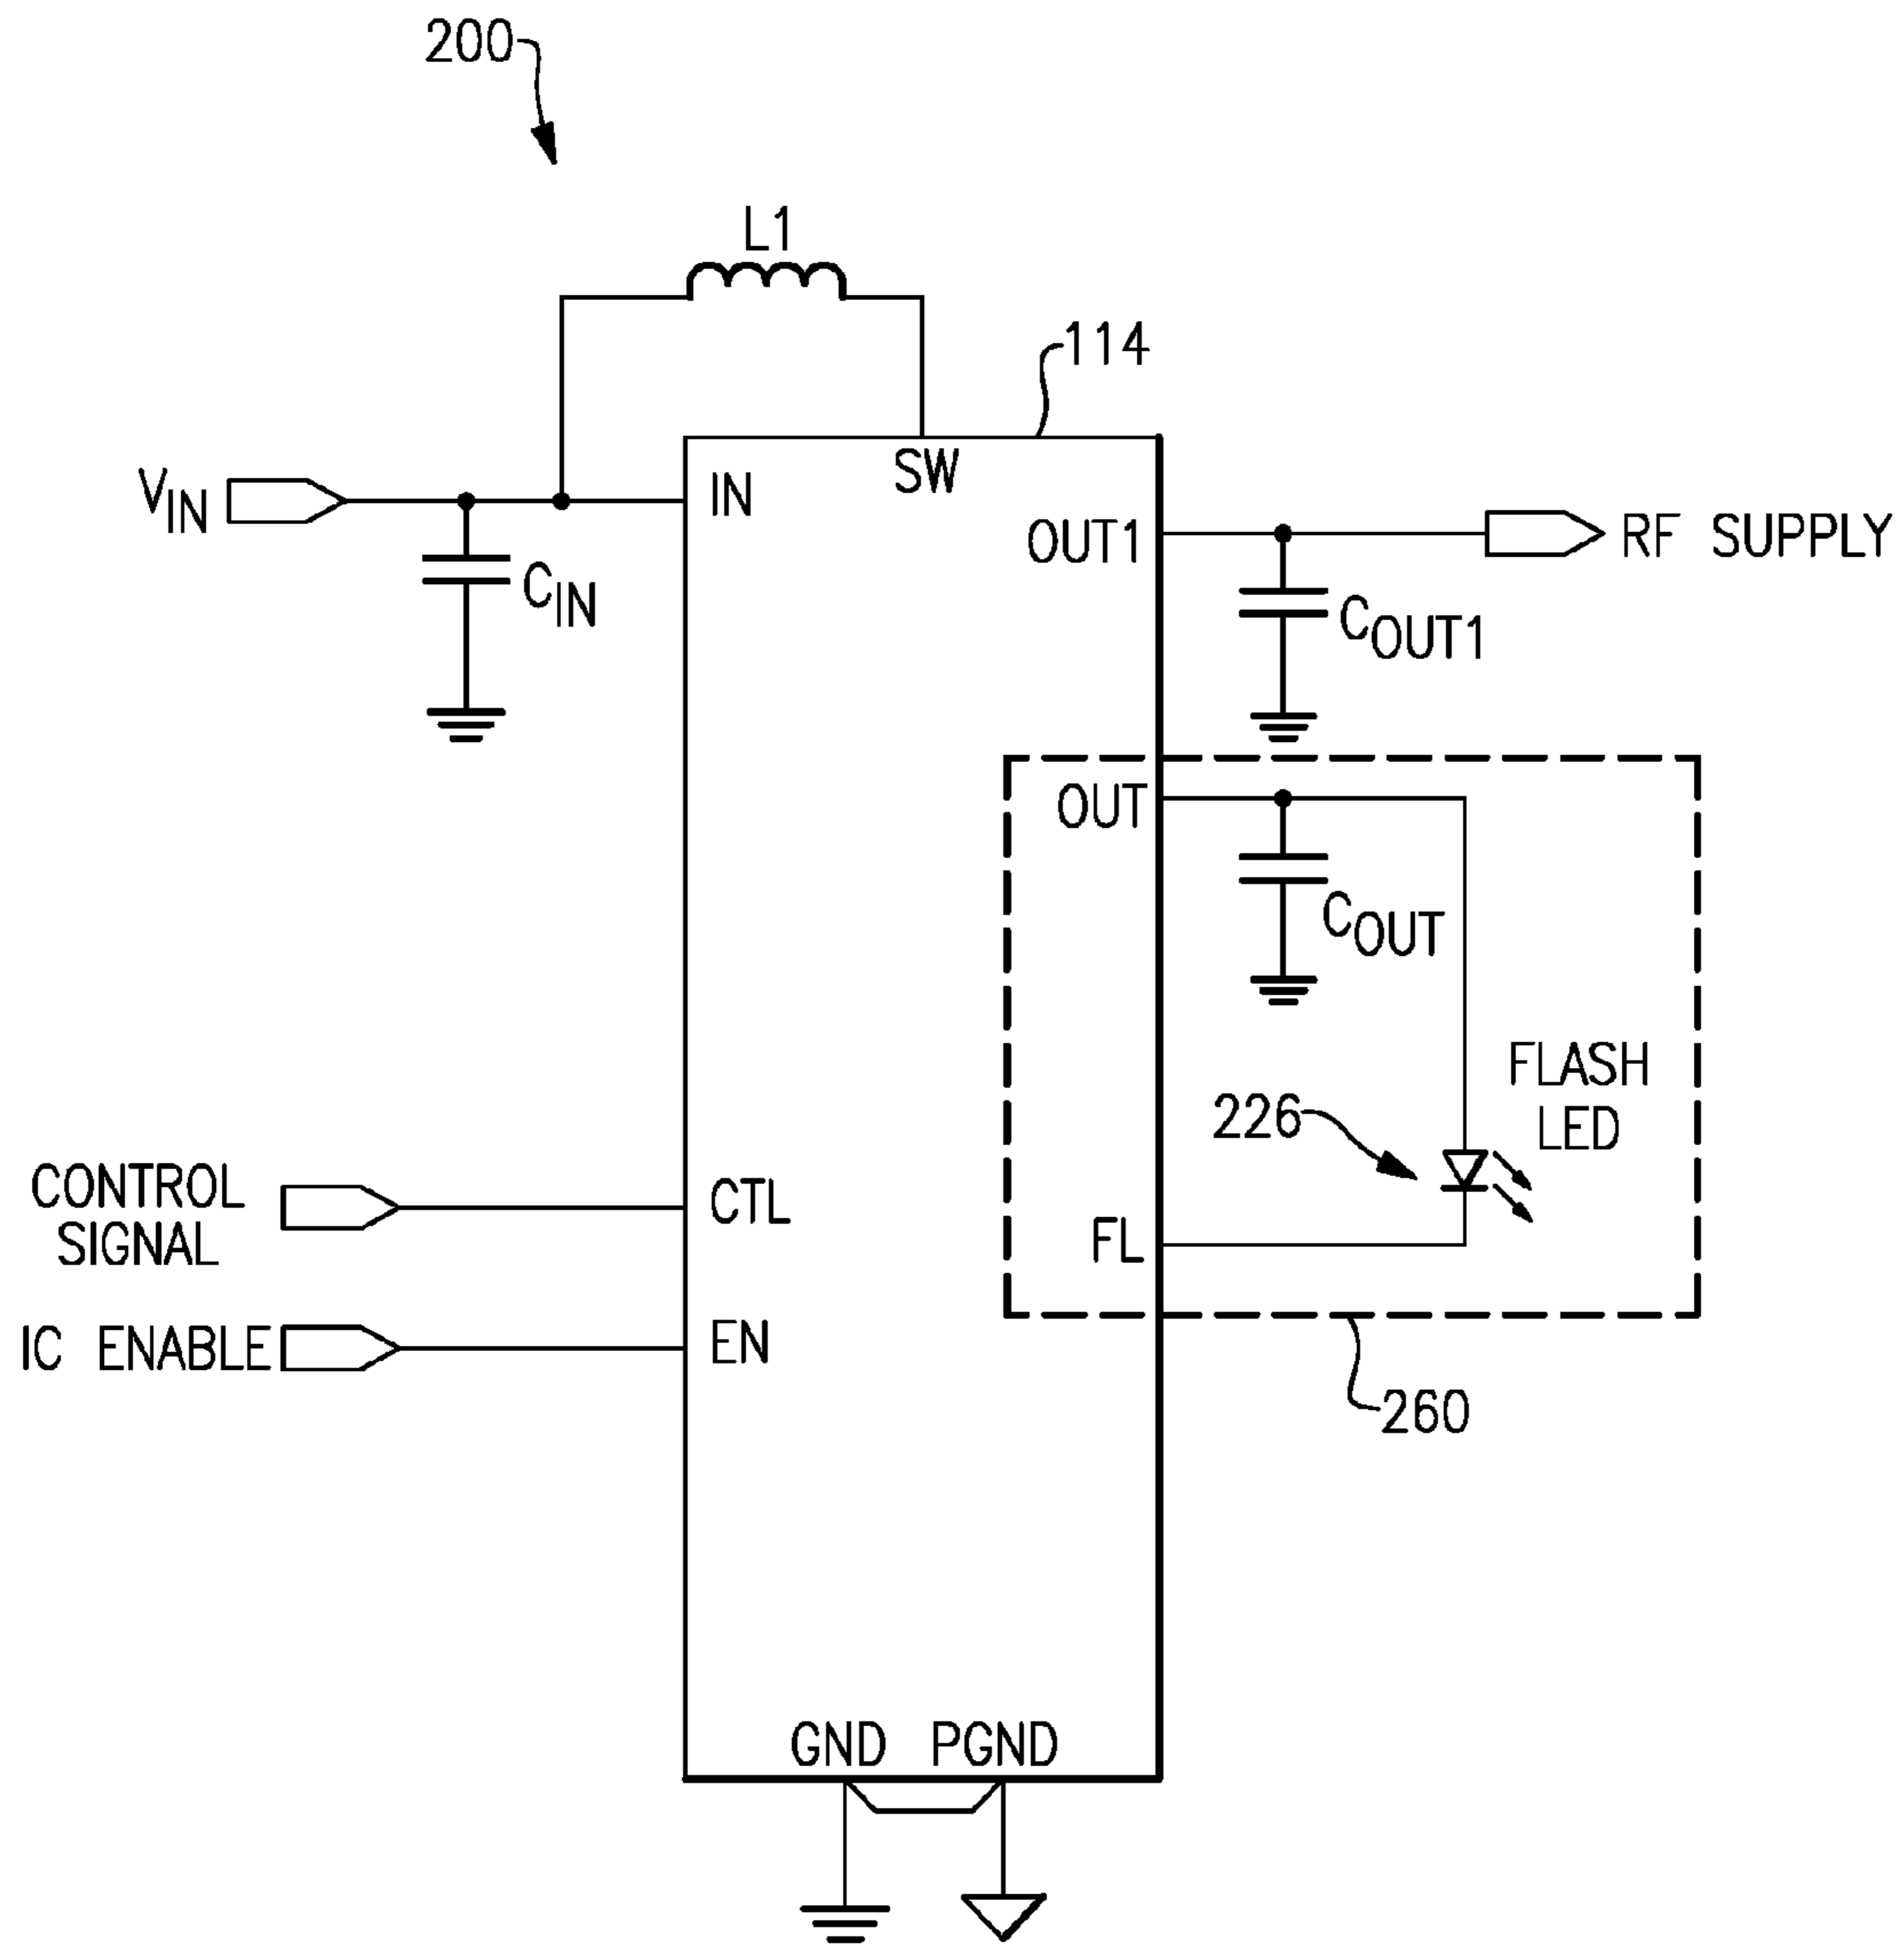 200
L1
114
VIN
IN
SW
OUT1
RF SUPPLY
CIN
COUT1
OUT
COUT
FLASH
LED
226
CONTROL
SIGNAL
CTL
FL
IC ENABLE
EN
260
GND PGND